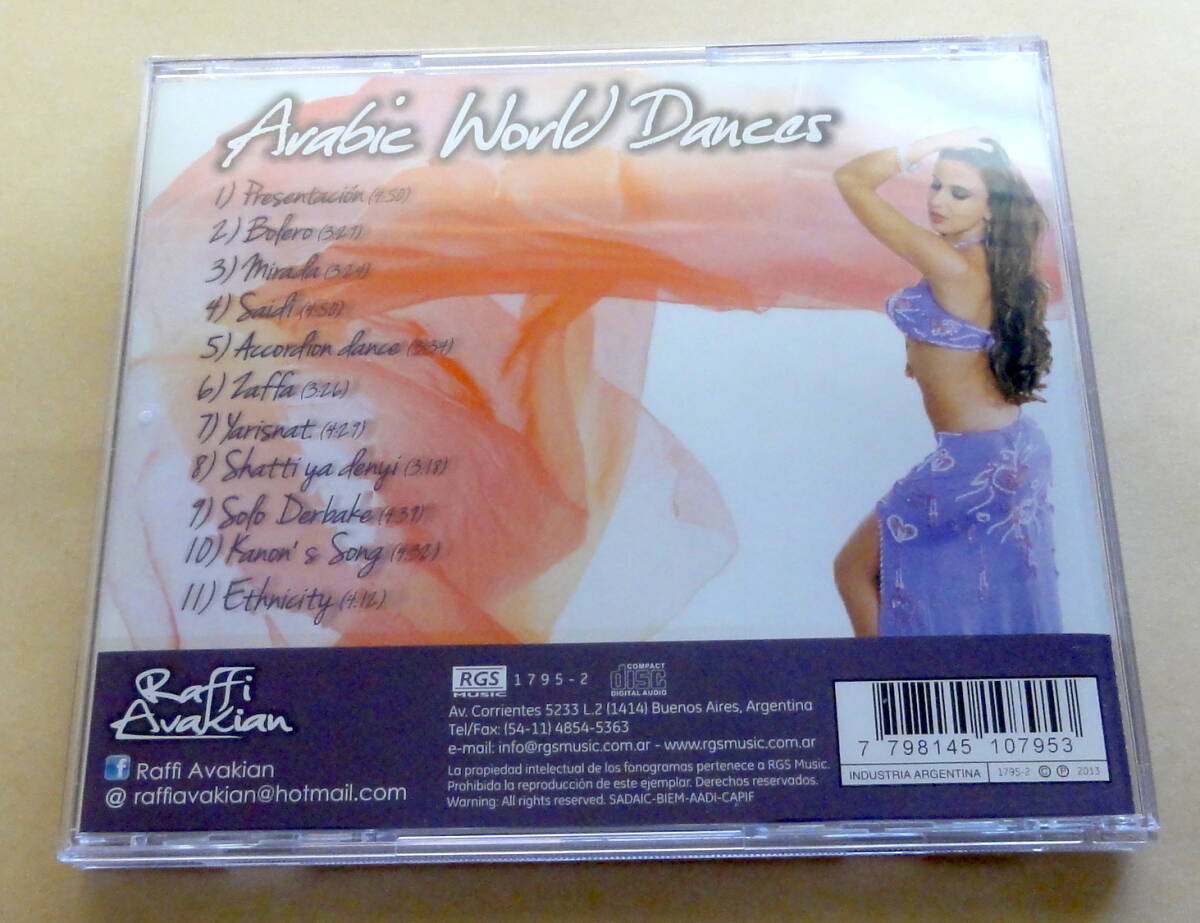 Arabic World Dances
1) Presentación (4:50)
2) Bolero
3) Mirada
4) Saidi (4:50)
5) Accordion dance
6) Zaffa (3:26)
7) Yarisnat (4:29)
8) Shatti ya denyi (3:18)
9) Solo Derbake
10) Kanon's Song (4:32)
11) Ethnicity (4:12)
Raffi
Avakian
f Raffi Avakian
@ raffiavakian@hotmail.com
RGS MUSIC 1795-2 COMPACT disc DIGITAL AUDIO
Av. Corrientes 5233 L.2 (1414) Buenos Aires, Argentina
Tel/Fax: (54-11) 4854-5363
e-mail: info@rgsmusic.com.ar - www.rgsmusic.com.ar
La propiedad intelectual de los fonogramas pertenece a RGS Music.
Prohibida la reproducción de este ejemplar. Derechos reservados.
Warning: All rights reserved. SADAIC-BIEM-AADI-CAPIF
7 798145 107953
INDUSTRIA ARGENTINA 1795-2 © ℗ 2013